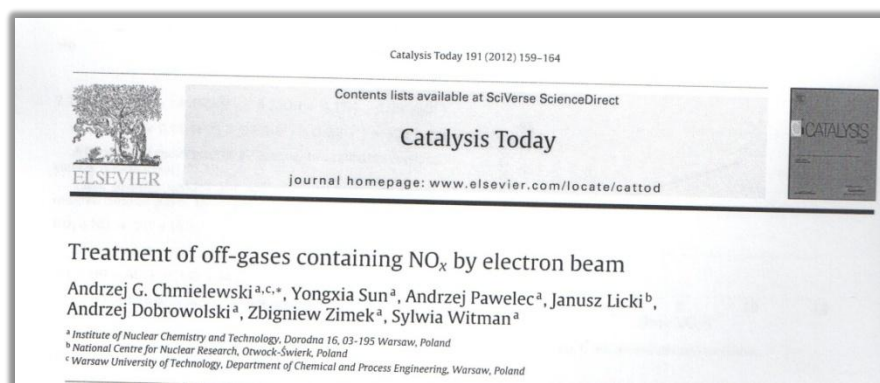 Catalysis Today 191 (2012) 159–164
Contents lists available at SciVerse ScienceDirect
Catalysis Today
journal homepage: www.elsevier.com/locate/cattod
ELSEVIER
CATALYSIS
Treatment of off-gases containing NOx by electron beam
Andrzej G. Chmielewski a,c,*, Yongxia Sun a, Andrzej Pawelec a, Janusz Licki b,
Andrzej Dobrowolski a, Zbigniew Zimek a, Sylwia Witman a
a Institute of Nuclear Chemistry and Technology, Dorodna 16, 03-195 Warsaw, Poland
b National Centre for Nuclear Research, Otwock-Świerk, Poland
c Warsaw University of Technology, Department of Chemical and Process Engineering, Warsaw, Poland